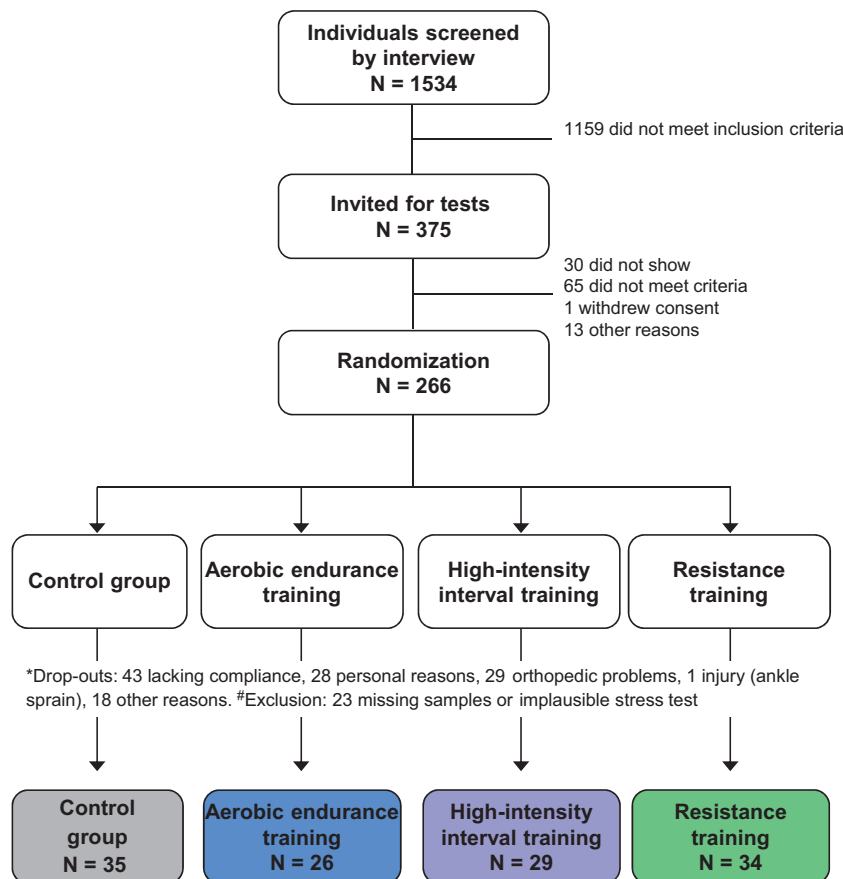 Individuals screened
by interview
N = 1534
1159 did not meet inclusion criteria
Invited for tests
N = 375
30 did not show
65 did not meet criteria
1 withdrew consent
13 other reasons
Randomization
N = 266
Control group
Aerobic endurance
training
High-intensity
interval training
Resistance
training
*Drop-outs: 43 lacking compliance, 28 personal reasons, 29 orthopedic problems, 1 injury (ankle
sprain), 18 other reasons. #Exclusion: 23 missing samples or implausible stress test
Control
group
N = 35
Aerobic endurance
training
N = 26
High-intensity
interval training
N = 29
Resistance
training
N = 34